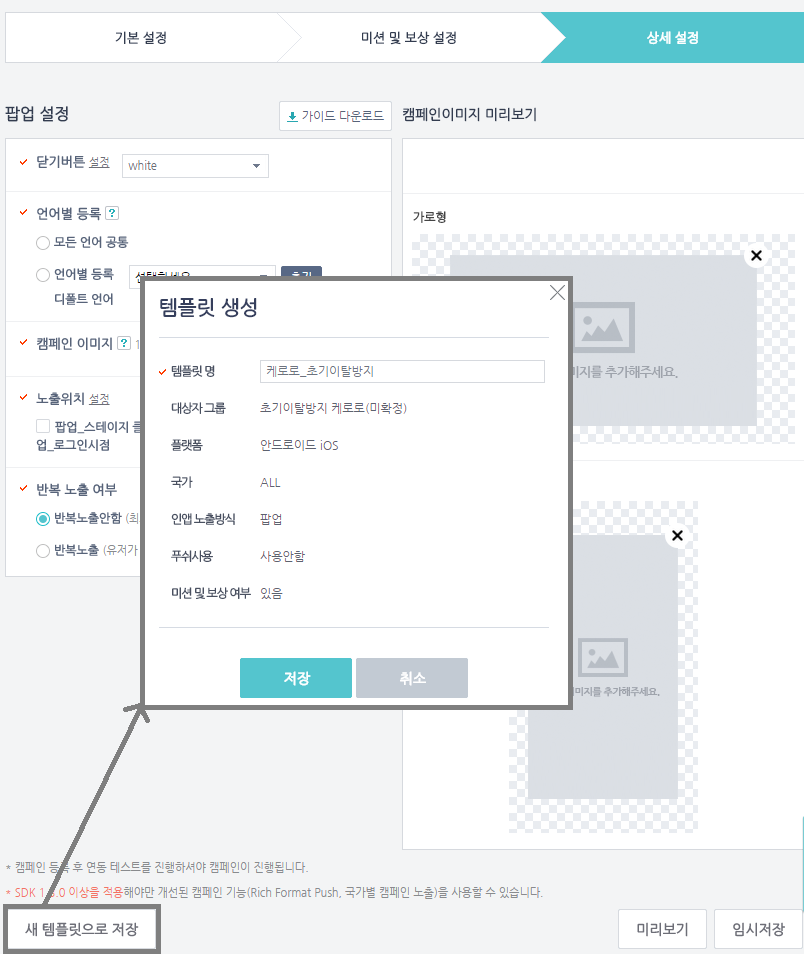 기본 설정
미션 및 보상 설정
상세 설정
팝업 설정
가이드 다운로드
캠페인이미지 미리보기
닫기버튼 설정
white
언어별 등록 ?
모든 언어 공통
언어별 등록
디폴트 언어
캠페인 이미지 ?
노출위치 설정
팝업_스테이지
업_로그인시점
반복 노출 여부
반복노출안함
반복노출 (유저가
가로형
미지를 추가해주세요.
미지를 추가해주세요.
템플릿 생성
템플릿 명
케로로_초기이탈방지
대상자 그룹
초기이탈방지 케로로(미확정)
플랫폼
안드로이드 iOS
국가
ALL
인앱 노출방식
팝업
푸쉬사용
사용안함
미션 및 보상 여부
있음
저장
취소
* 캠페인 등록 후 연동 테스트를 진행하셔야 캠페인이 진행됩니다.
* SDK 1 .0 이상을 적용해야만 개선된 캠페인 기능(Rich Format Push, 국가별 캠페인 노출)을 사용할 수 있습니다.
새 템플릿으로 저장
미리보기
임시저장